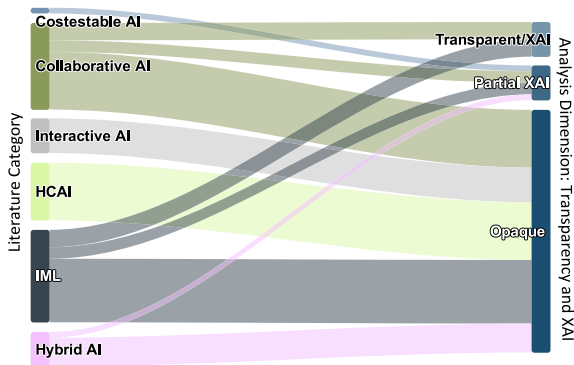 Costestable AI
Collaborative AI
Interactive AI
HCAI
IML
Hybrid AI
Literature Category
Transparent/XAI
Partial XAI
Opaque
Analysis Dimension: Transparency and XAI